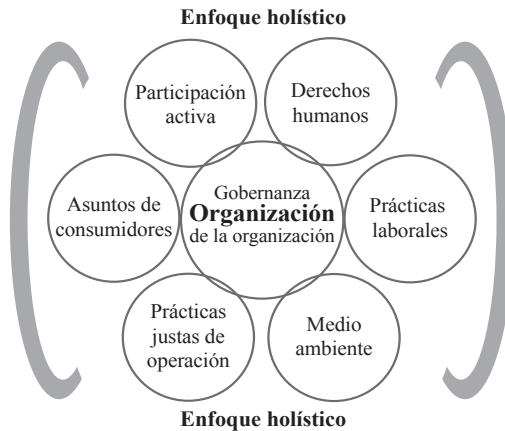 Enfoque holístico
Participación
activa
Derechos
humanos
Asuntos de
consumidores
Gobernanza
Organización
de la organización
Prácticas
laborales
Prácticas
justas de
operación
Medio
ambiente
Enfoque holístico